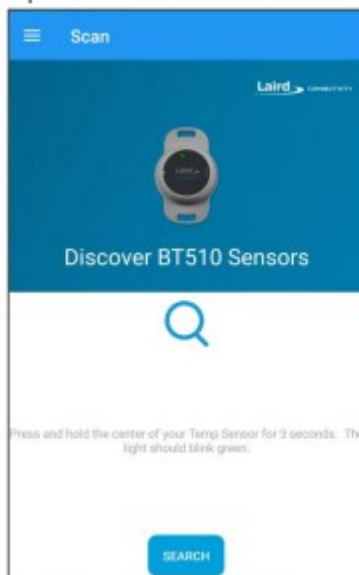 Scan
Laird CONNECTIVITY
Discover BT510 Sensors
Press and hold the center of your Temp Sensor for 3 seconds. The
light should blink green.
SEARCH